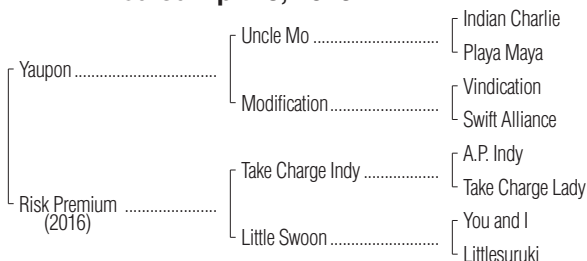 Indian Charlie
Uncle Mo
Playa Maya
Yaupon
Vindication
Modification
Swift Alliance
A.P. Indy
Take Charge Indy
Take Charge Lady
Risk Premium
(2016)
You and I
Little Swoon
Littlesuruki